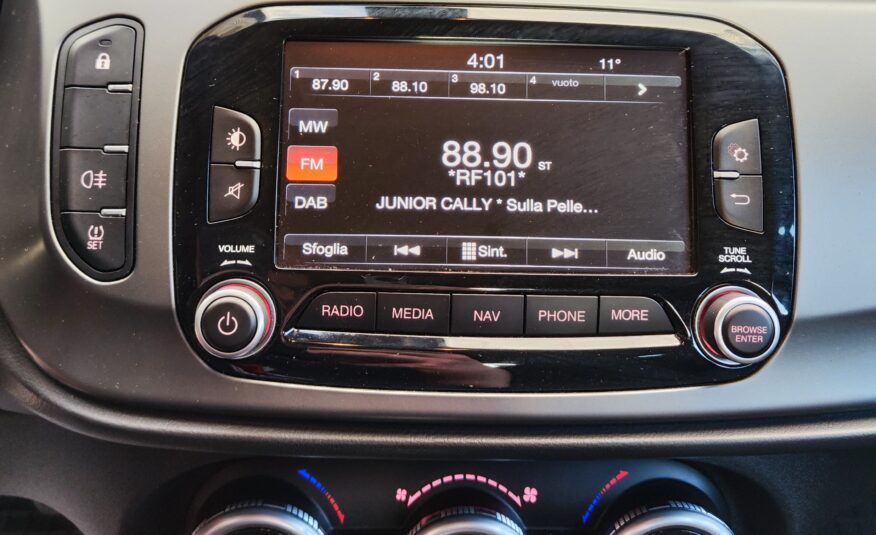 4:01 11°
1 87.90 2 88.10 3 98.10 4 vuoto
MW
FM
DAB
88.90 ST
*RF101*
JUNIOR CALLY * Sulla Pelle...
Sfoglia Sint. Audio
SET
VOLUME
TUNE
SCROLL
RADIO MEDIA NAV PHONE MORE
BROWSE
ENTER